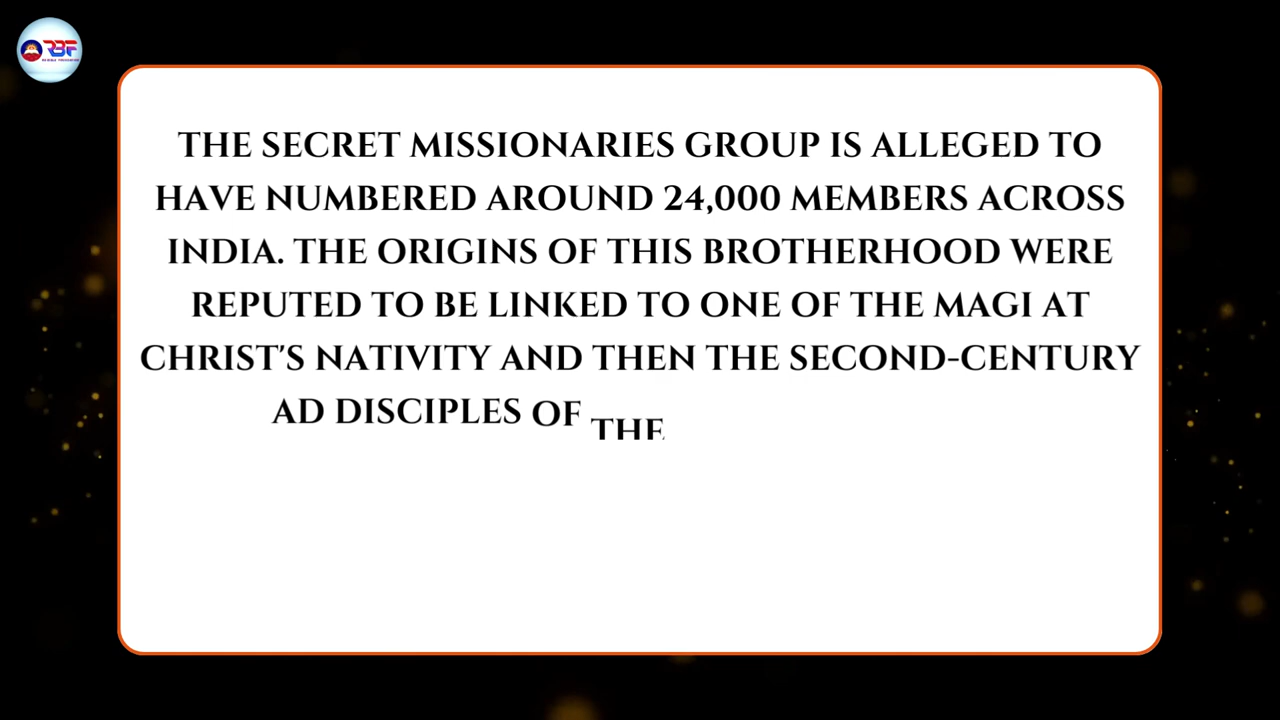 RBF
THE SECRET MISSIONARIES GROUP IS ALLEGED TO
HAVE NUMBERED AROUND 24,000 MEMBERS ACROSS
INDIA. THE ORIGINS OF THIS BROTHERHOOD WERE
REPUTED TO BE LINKED TO ONE OF THE MAGI AT
CHRIST'S NATIVITY AND THEN THE SECOND-CENTURY
AD DISCIPLES OF THE